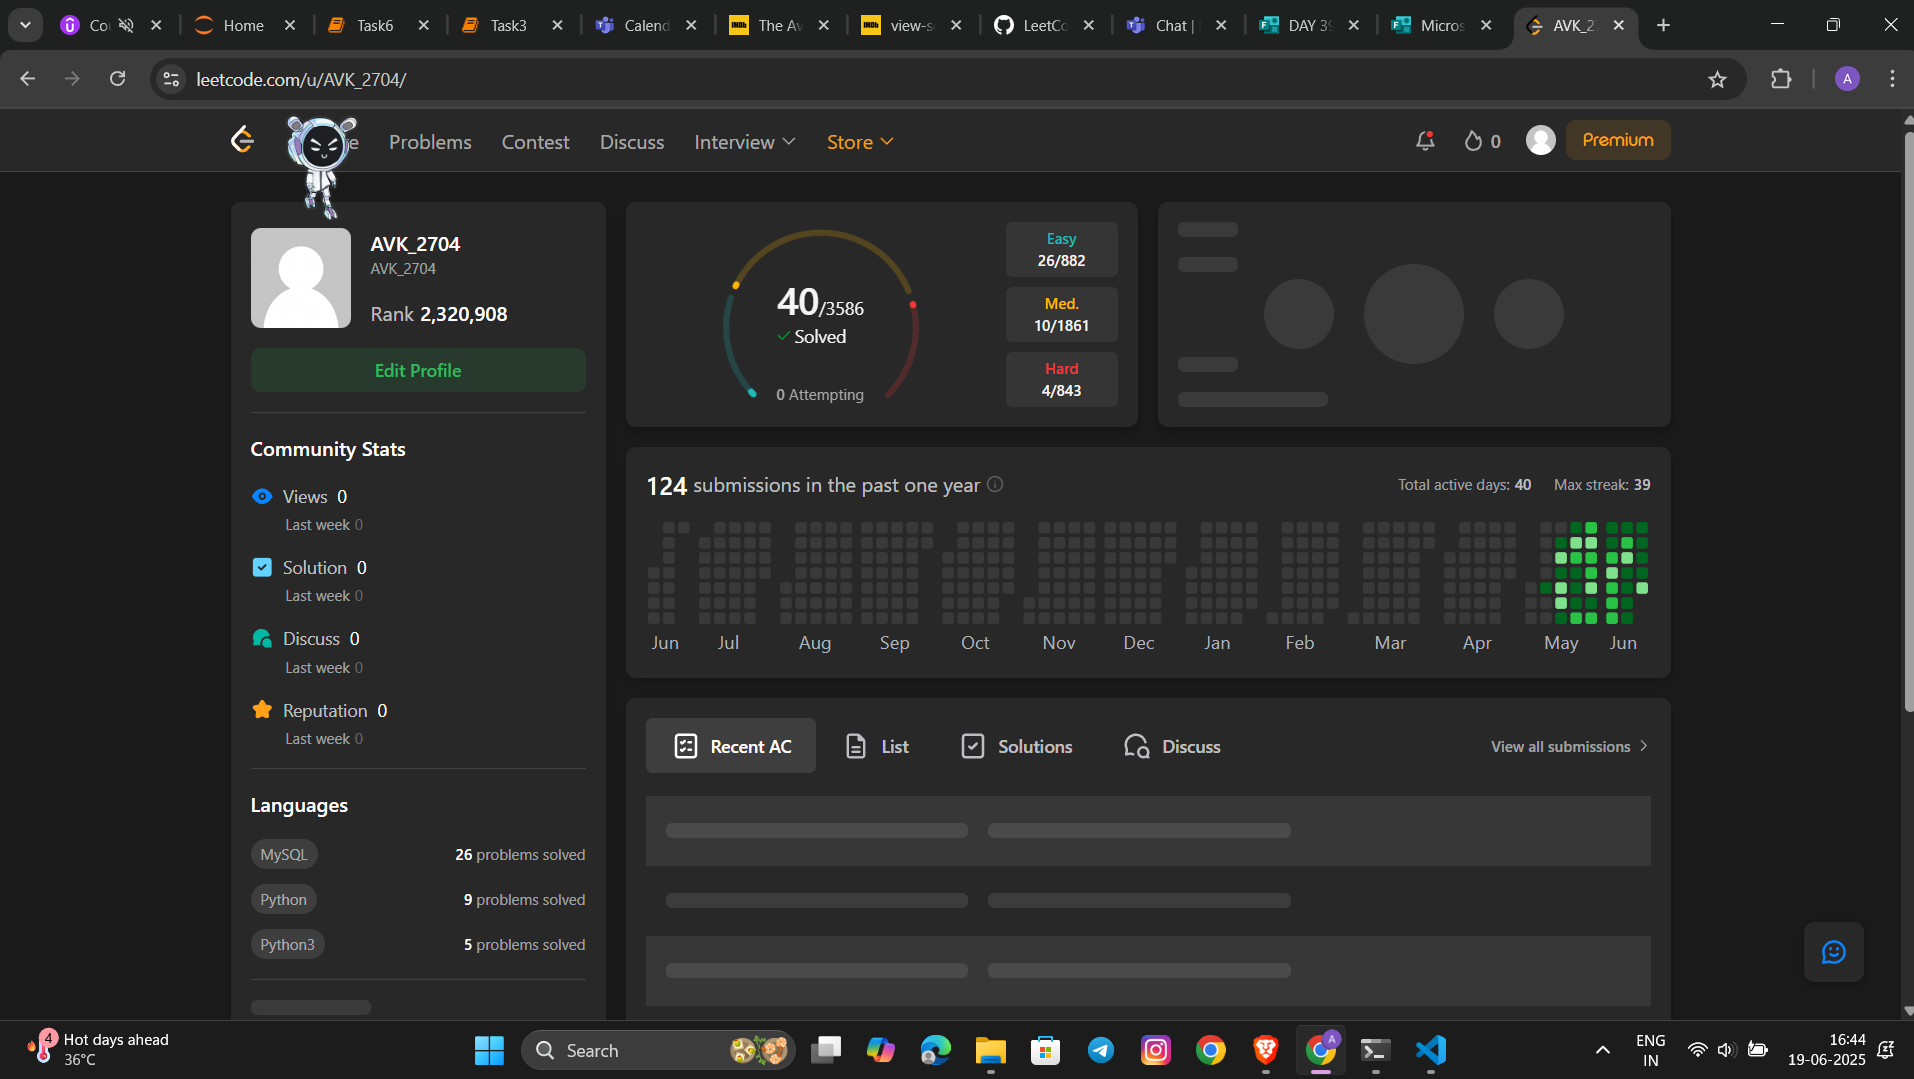 Co
Home
Task6
Task3
Calend
The Av
view-s
LeetCo
Chat |
DAY 39
Micros
AVK_2
leetcode.com/u/AVK_2704/
A
e
Problems
Contest
Discuss
Interview
Store
0
Premium
AVK_2704
AVK_2704
Rank 2,320,908
Edit Profile
Community Stats
Views 0
Last week 0
Solution 0
Last week 0
Discuss 0
Last week 0
Reputation 0
Last week 0
Languages
MySQL
26 problems solved
Python
9 problems solved
Python3
5 problems solved
40/3586
Solved
0 Attempting
Easy
26/882
Med.
10/1861
Hard
4/843
124 submissions in the past one year
Total active days: 40
Max streak: 39
Jun Jul Aug Sep Oct Nov Dec Jan Feb Mar Apr May Jun
Recent AC
List
Solutions
Discuss
View all submissions
4
Hot days ahead
36°C
Search
A
ENG
IN
16:44
19-06-2025